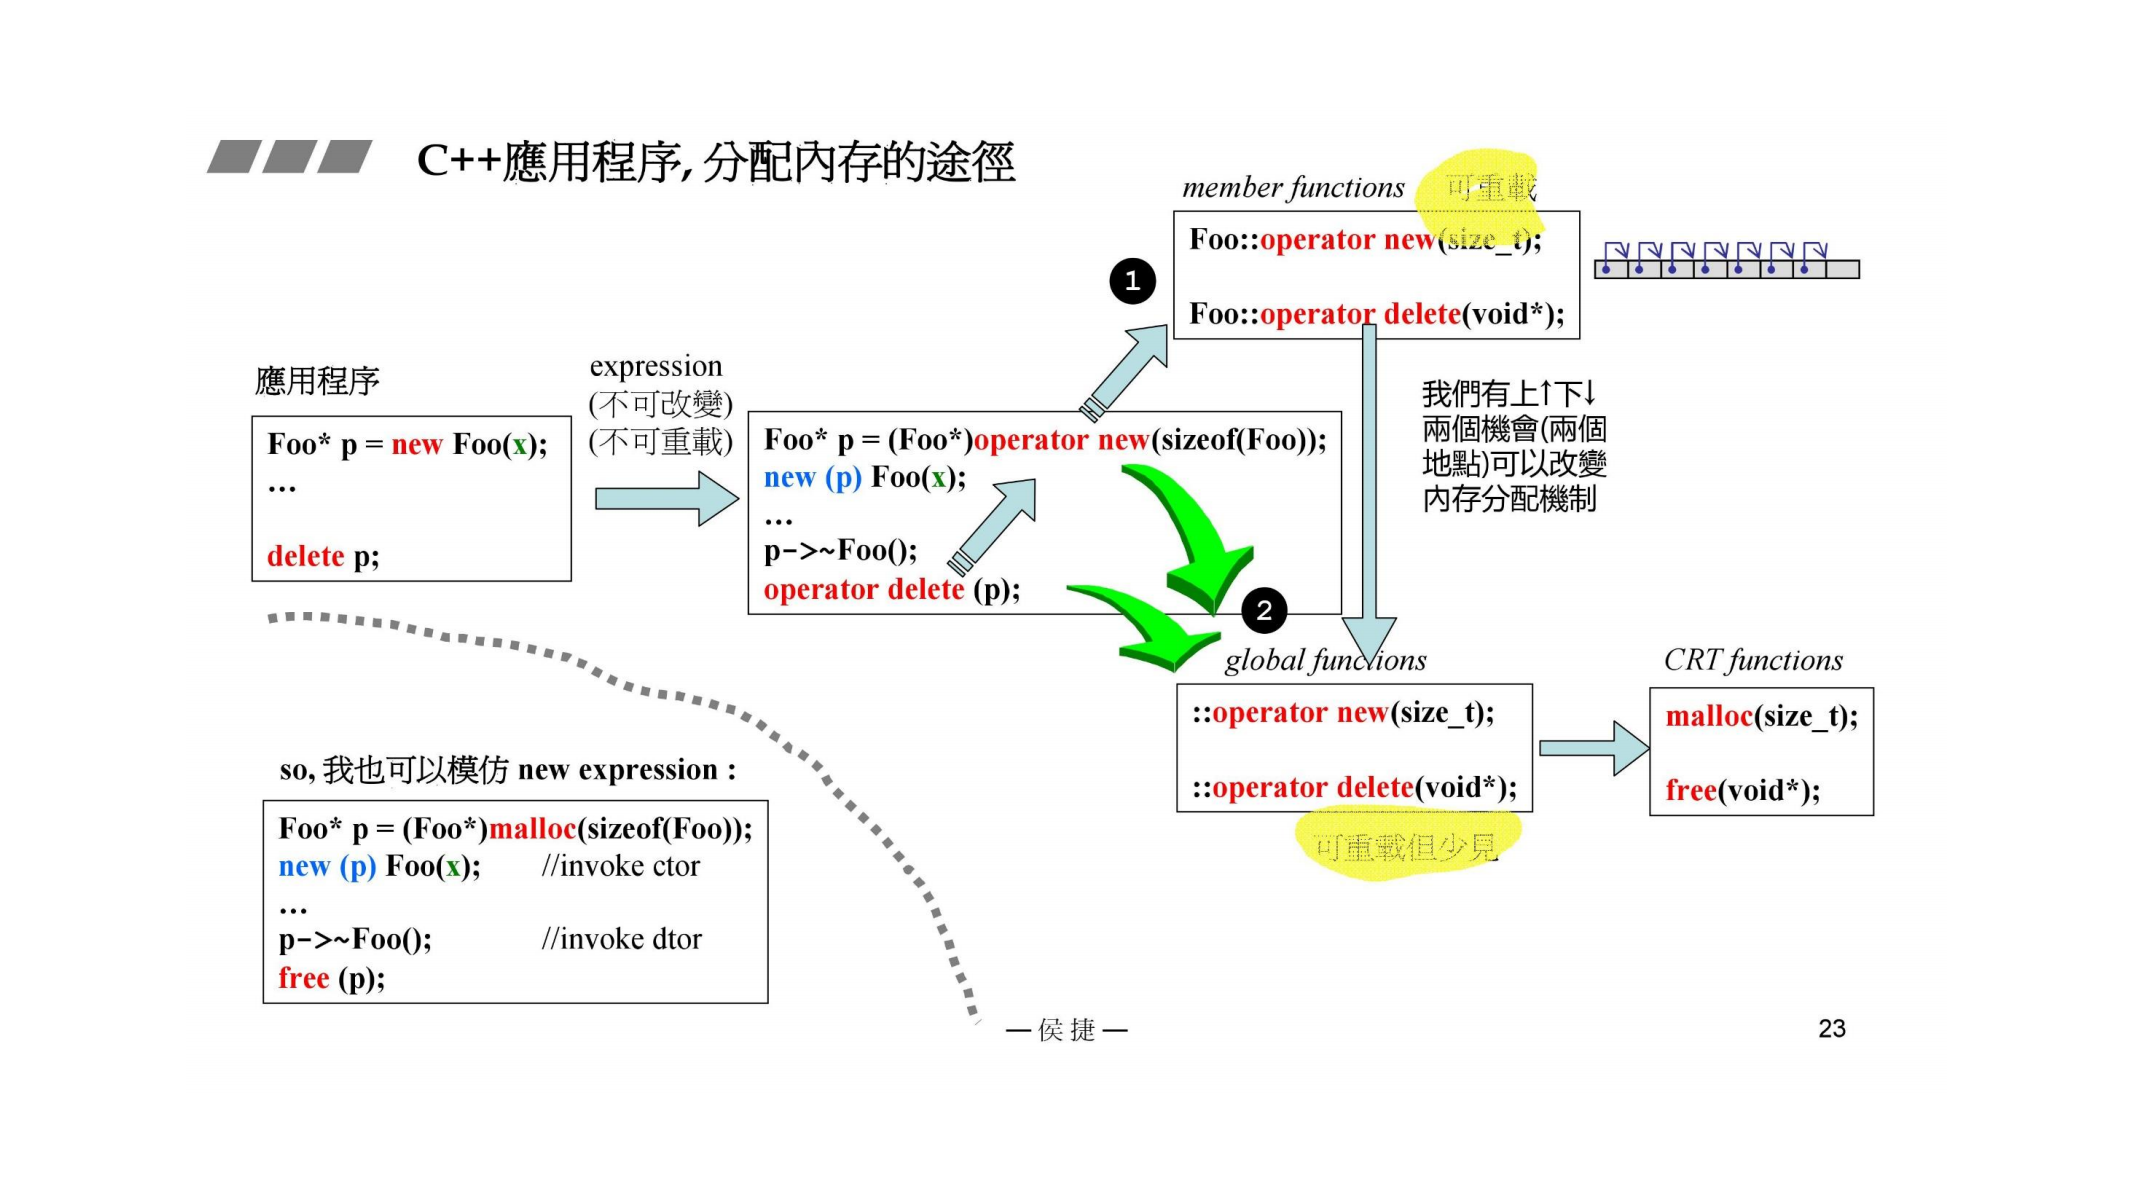 C++應用程序, 分配內存的途徑
member functions 可重載
Foo::operator new(size_t);
Foo::operator delete(void*);
1
應用程序
Foo* p = new Foo(x);
...
delete p;
expression
(不可改變)
(不可重載)
Foo* p = (Foo*)operator new(sizeof(Foo));
new (p) Foo(x);
...
p->~Foo();
operator delete (p);
我們有上↑下↓
兩個機會(兩個
地點)可以改變
內存分配機制
2
global functions
::operator new(size_t);
::operator delete(void*);
可重載但少見
CRT functions
malloc(size_t);
free(void*);
so, 我也可以模仿 new expression :
Foo* p = (Foo*)malloc(sizeof(Foo));
new (p) Foo(x); //invoke ctor
...
p->~Foo(); //invoke dtor
free (p);
— 侯捷 —
23